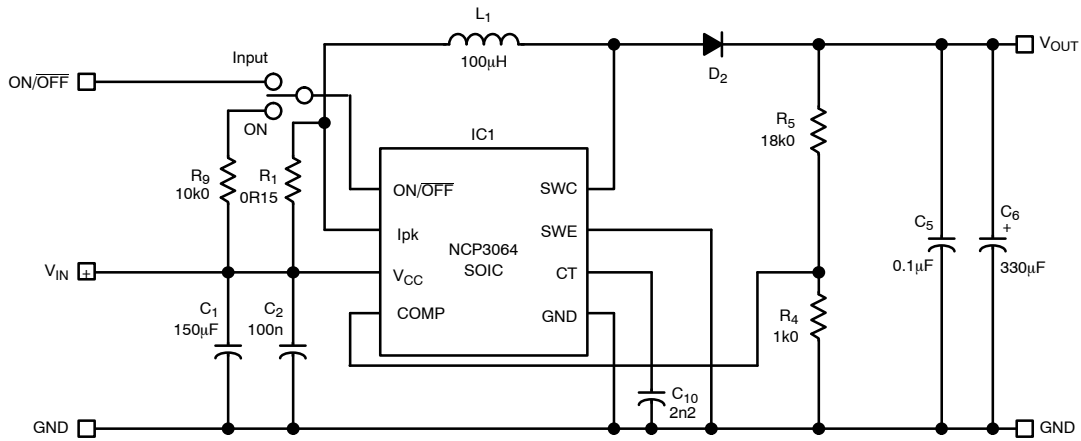 L1
100µH
Input
ON/OFF
ON
D2
VOUT
IC1
R5
18k0
R9
10k0
R1
0R15
ON/OFF
SWC
Ipk
SWE
NCP3064
SOIC
C5
0.1µF
C6
+
330µF
VIN
+
VCC
CT
COMP
GND
C1
150µF
C2
100n
R4
1k0
C10
2n2
GND
GND